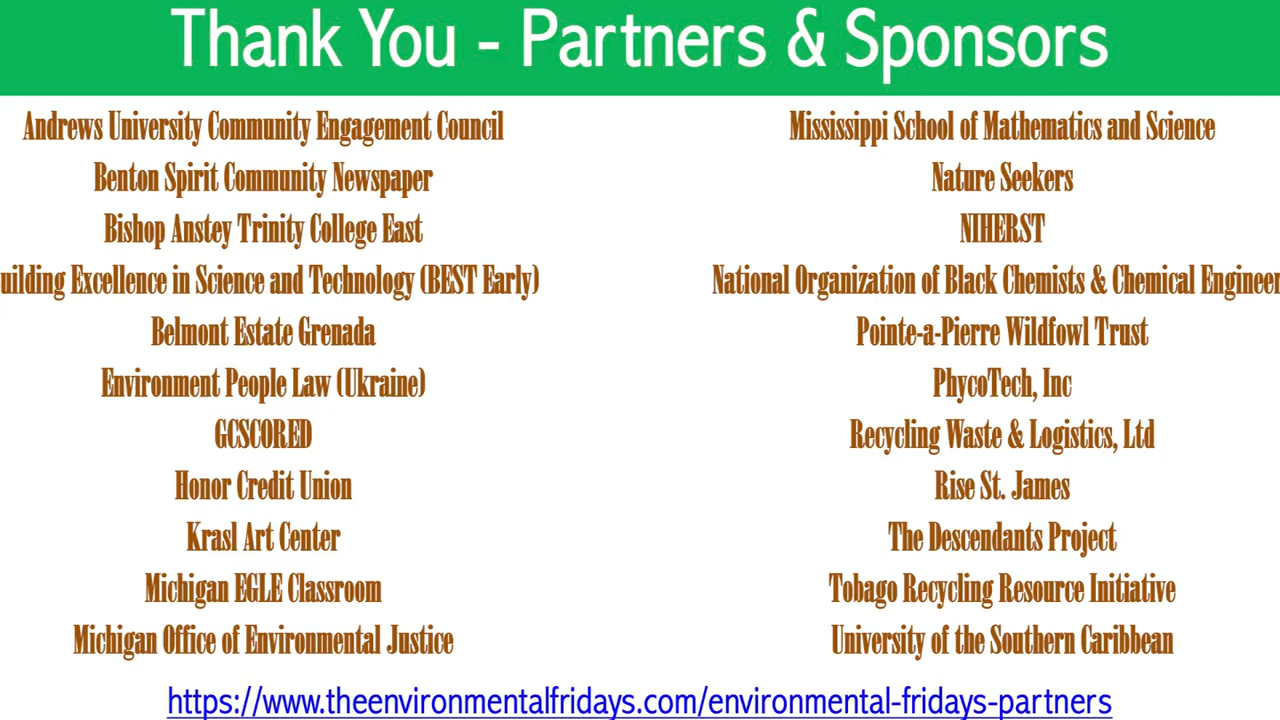 Thank You - Partners & Sponsors
Andrews University Community Engagement Council
Benton Spirit Community Newspaper
Bishop Anstey Trinity College East
uilding Excellence in Science and Technology (BEST Early)
Belmont Estate Grenada
Environment People Law (Ukraine)
GCSCORED
Honor Credit Union
Krasl Art Center
Michigan EGLE Classroom
Michigan Office of Environmental Justice
Mississippi School of Mathematics and Science
Nature Seekers
NIHERST
National Organization of Black Chemists & Chemical Engineer
Pointe-a-Pierre Wildfowl Trust
PhycoTech, Inc
Recycling Waste & Logistics, Ltd
Rise St. James
The Descendants Project
Tobago Recycling Resource Initiative
University of the Southern Caribbean
https://www.theenvironmentalfridays.com/environmental-fridays-partners